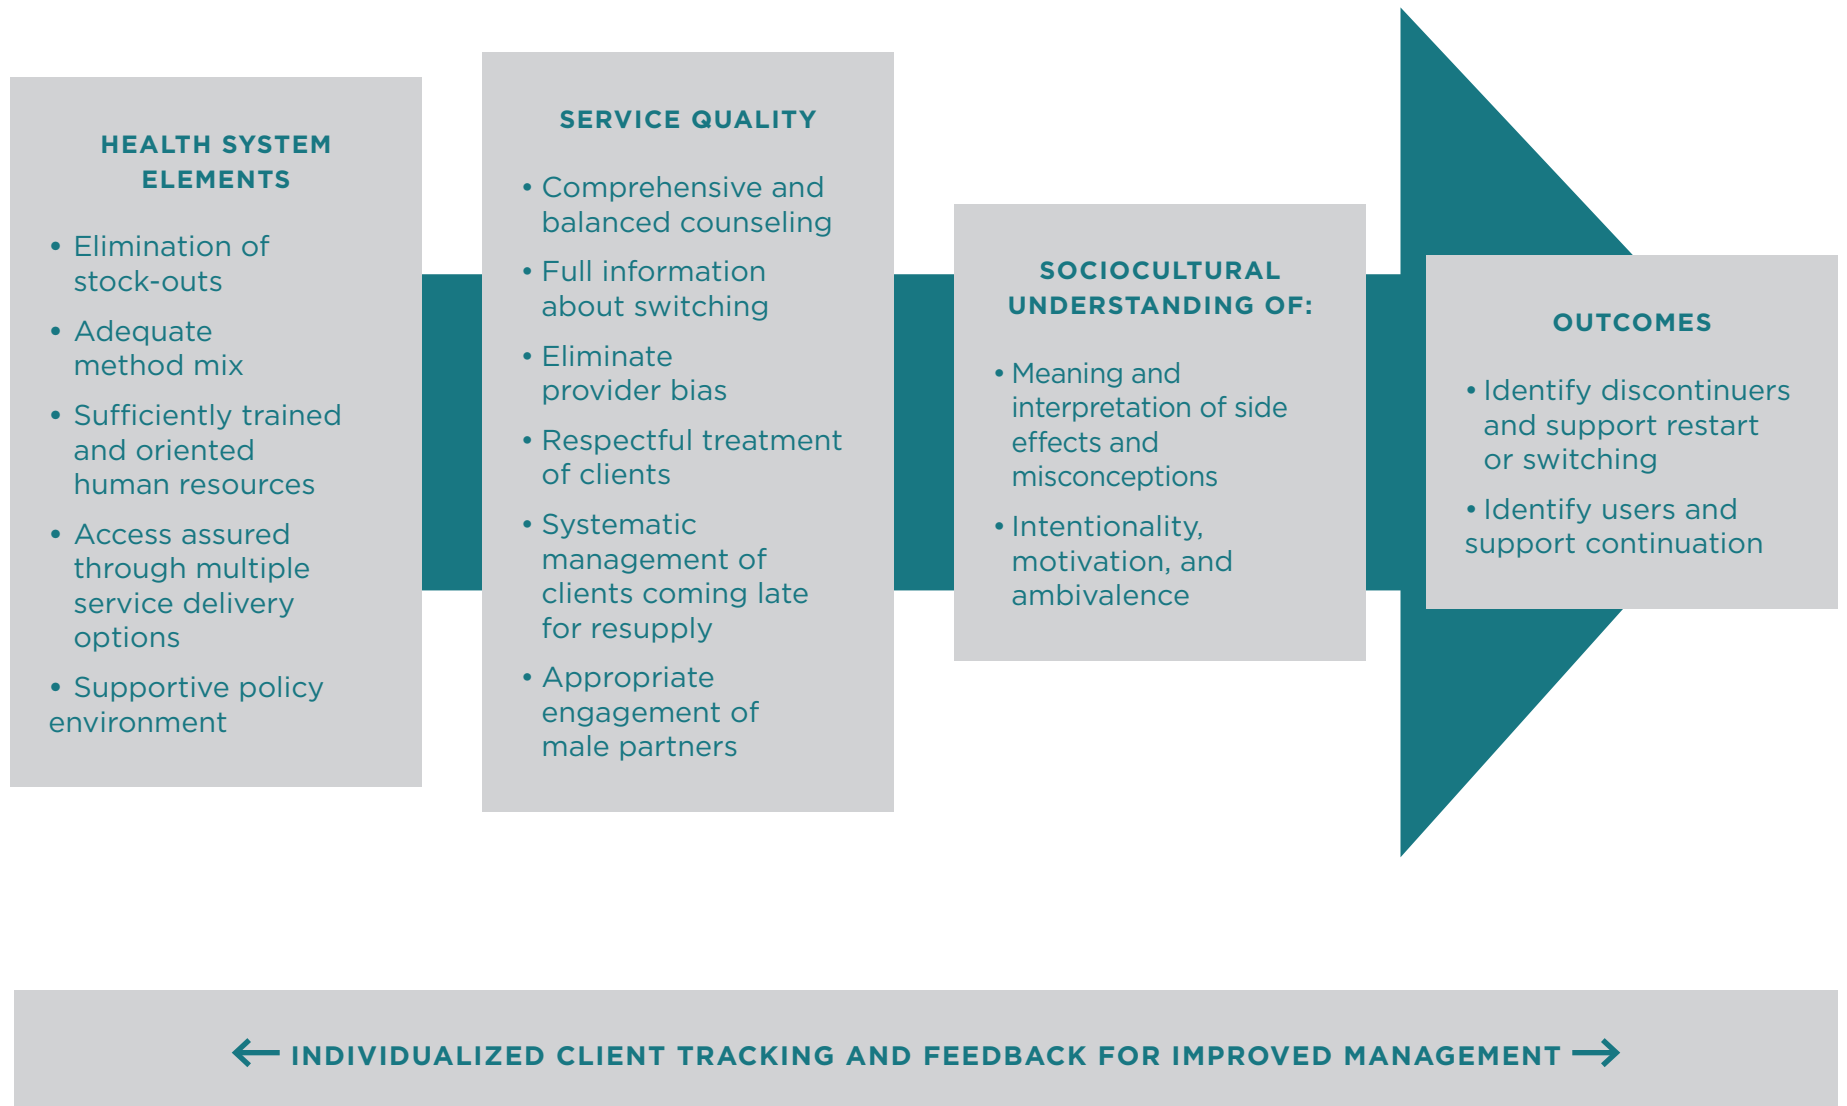 HEALTH SYSTEM
ELEMENTS
• Elimination of
stock-outs
• Adequate
method mix
• Sufficiently trained
and oriented
human resources
• Access assured
through multiple
service delivery
options
• Supportive policy
environment
SERVICE QUALITY
• Comprehensive and
balanced counseling
• Full information
about switching
• Eliminate
provider bias
• Respectful treatment
of clients
• Systematic
management of
clients coming late
for resupply
• Appropriate
engagement of
male partners
SOCIOCULTURAL
UNDERSTANDING OF:
• Meaning and
interpretation of side
effects and
misconceptions
• Intentionality,
motivation, and
ambivalence
OUTCOMES
• Identify discontinuers
and support restart
or switching
• Identify users and
support continuation
← INDIVIDUALIZED CLIENT TRACKING AND FEEDBACK FOR IMPROVED MANAGEMENT →